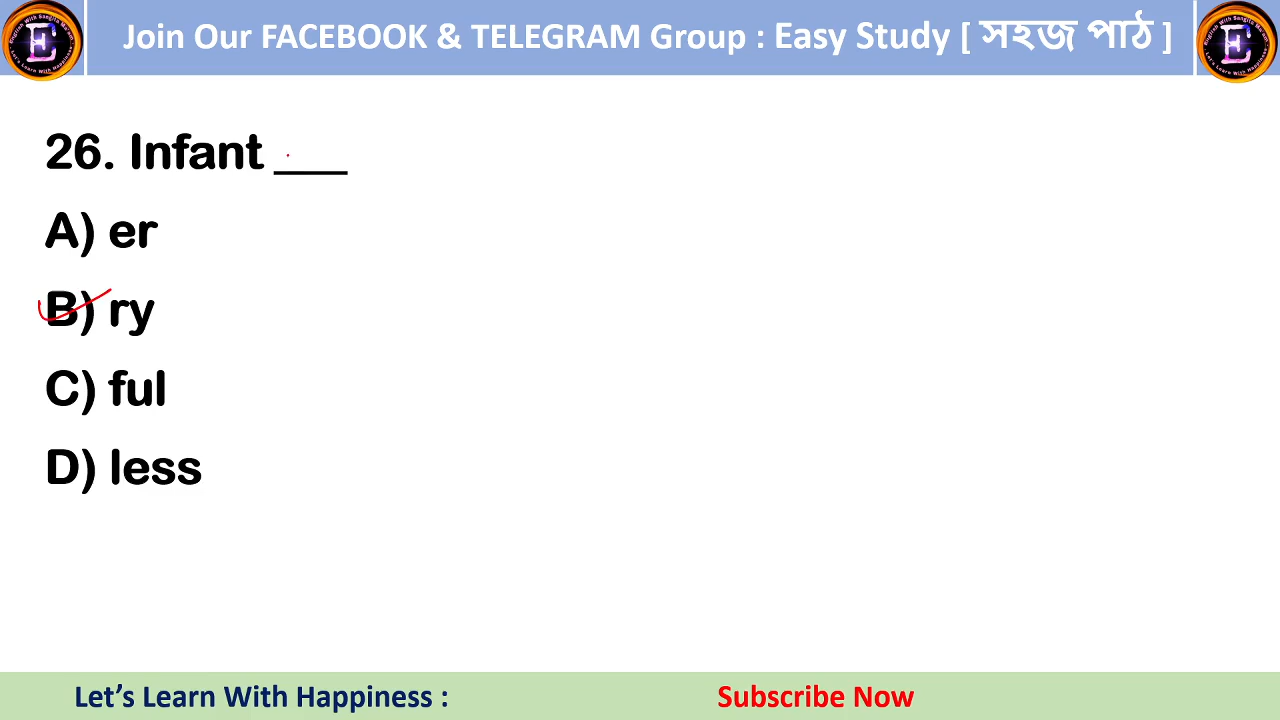 Join Our FACEBOOK & TELEGRAM Group : Easy Study [ সহজ পাঠ ]
26. Infant ___
A) er
B) ry
C) ful
D) less
Let’s Learn With Happiness :
Subscribe Now